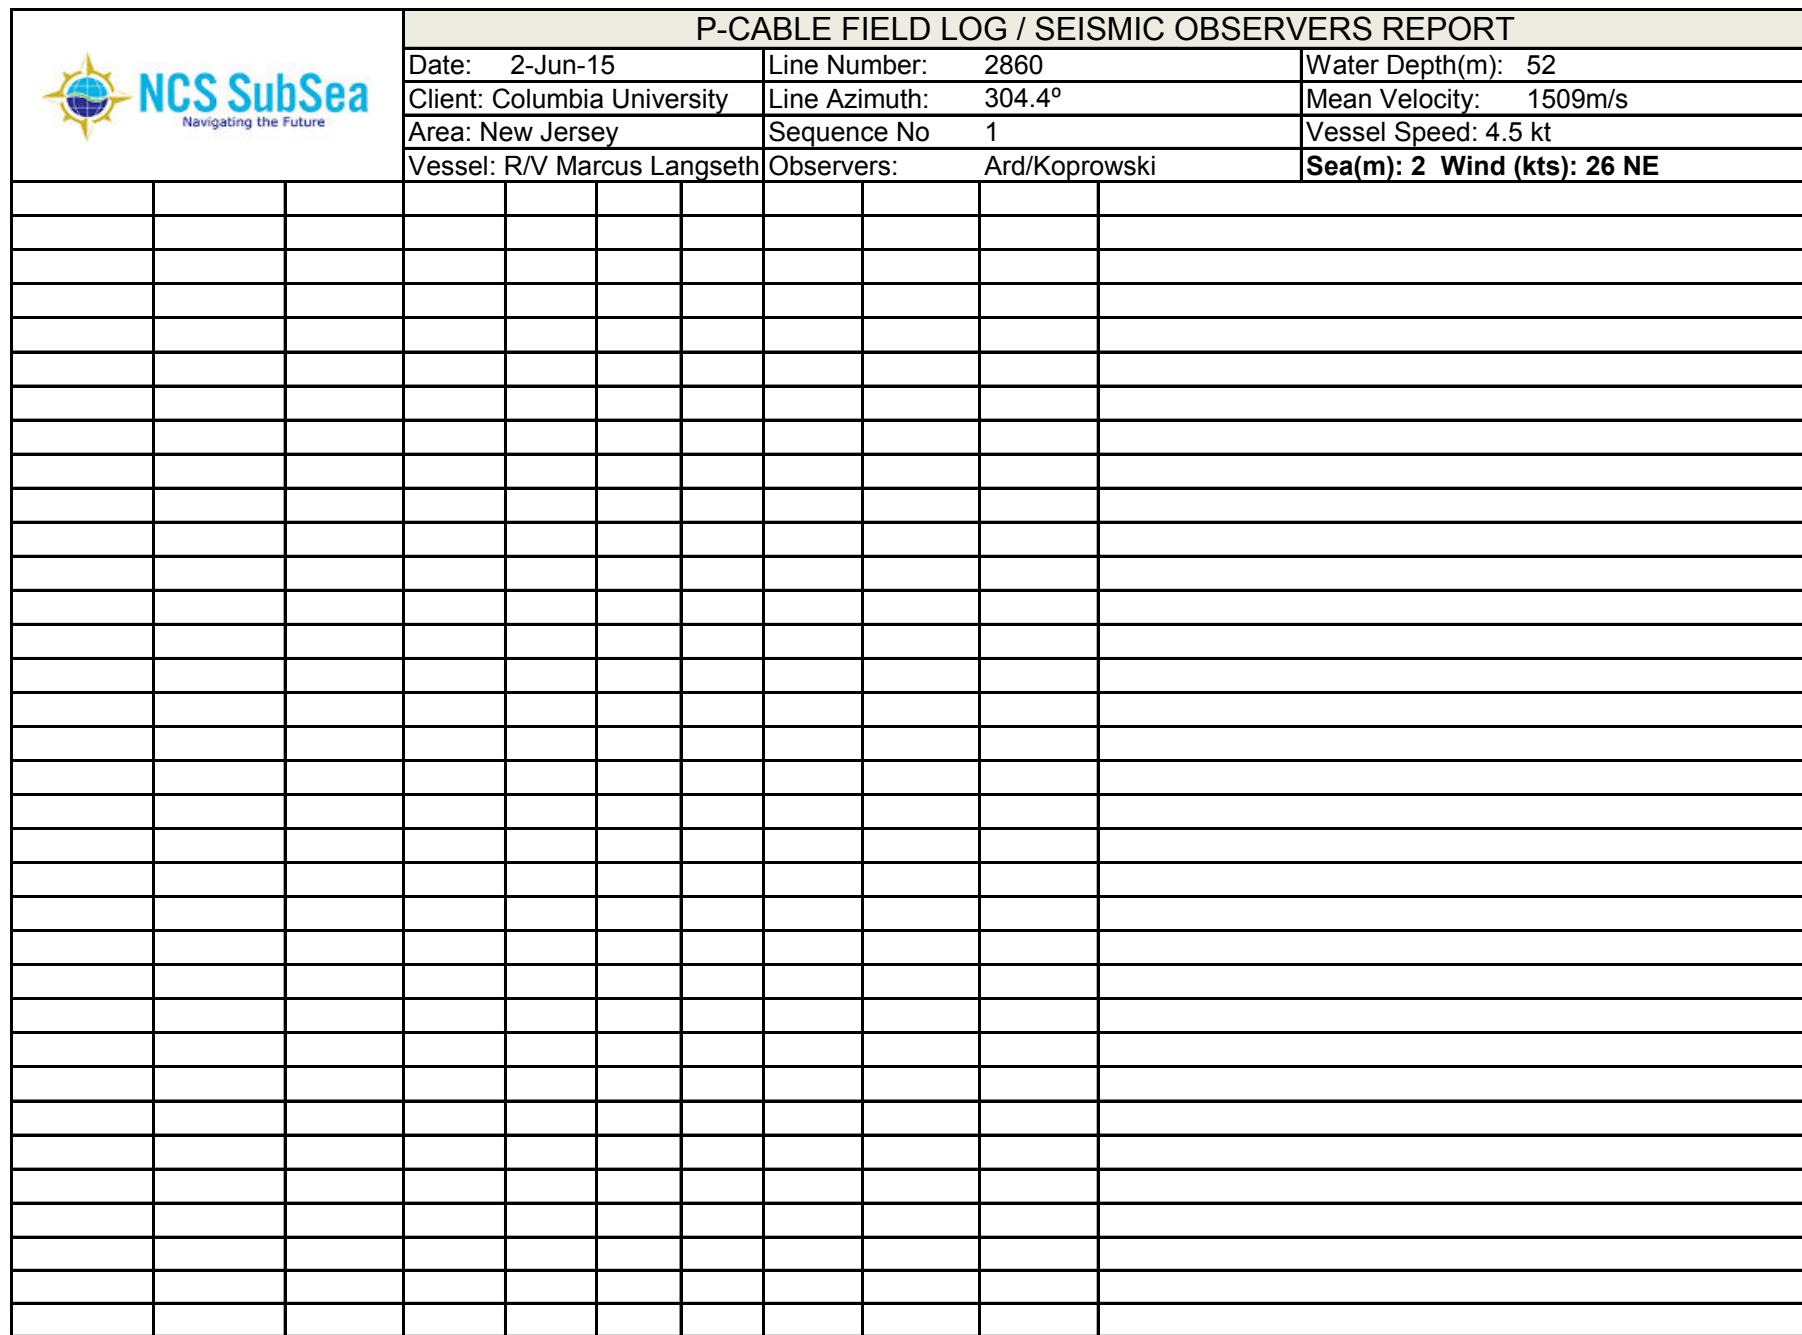 P-CABLE FIELD LOG / SEISMIC OBSERVERS REPORT
NCS SubSea
Navigating the Future
Date: 2-Jun-15 Line Number: 2860 Water Depth(m): 52
Client: Columbia University Line Azimuth: 304.4º Mean Velocity: 1509m/s
Area: New Jersey Sequence No 1 Vessel Speed: 4.5 kt
Vessel: R/V Marcus Langseth Observers: Ard/Koprowski Sea(m): 2 Wind (kts): 26 NE